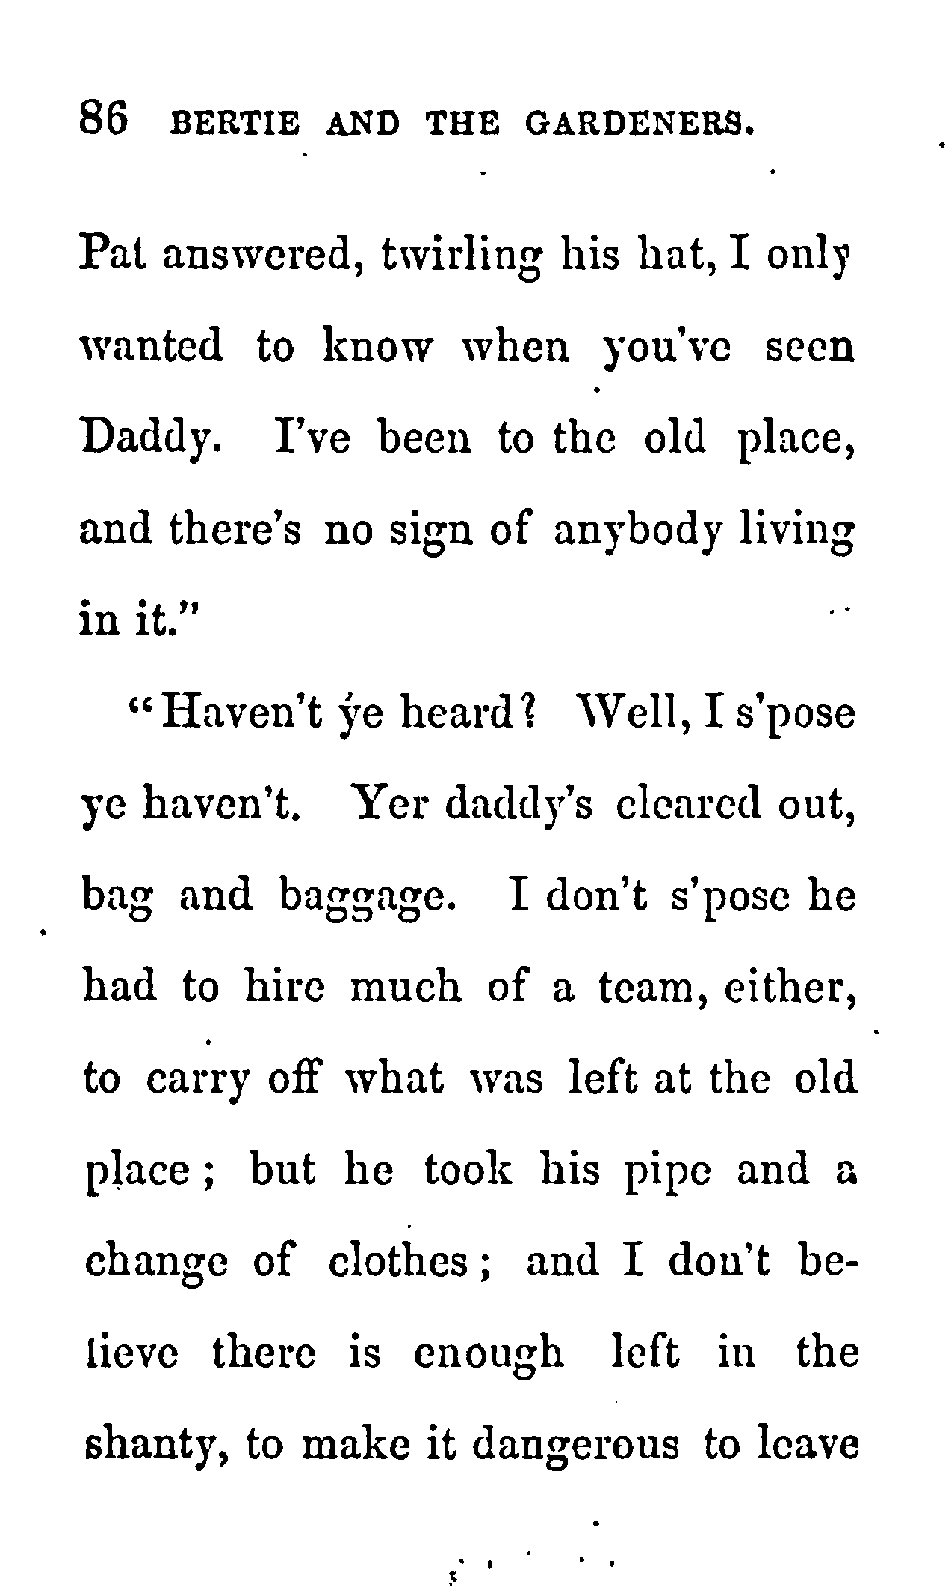 86 BERTIE AND THE GARDENERS.
Pat answered, twirling his hat, I only
wanted to know when you've seen
Daddy. I've been to the old place,
and there's no sign of anybody living
in it."
"Haven't ye heard? Well, I s'pose
ye haven't. Yer daddy's cleared out,
bag and baggage. I don't s'pose he
had to hire much of a team, either,
to carry off what was left at the old
place; but he took his pipe and a
change of clothes; and I don't be-
lieve there is enough left in the
shanty, to make it dangerous to leave